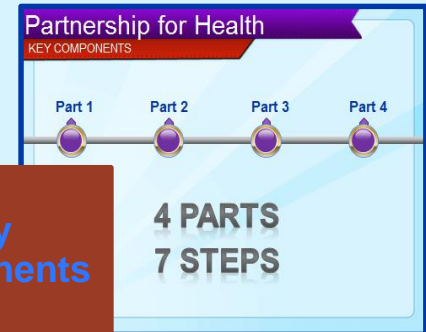 Partnership for Health
KEY COMPONENTS
Part 1 Part 2 Part 3 Part 4
4 PARTS
7 STEPS